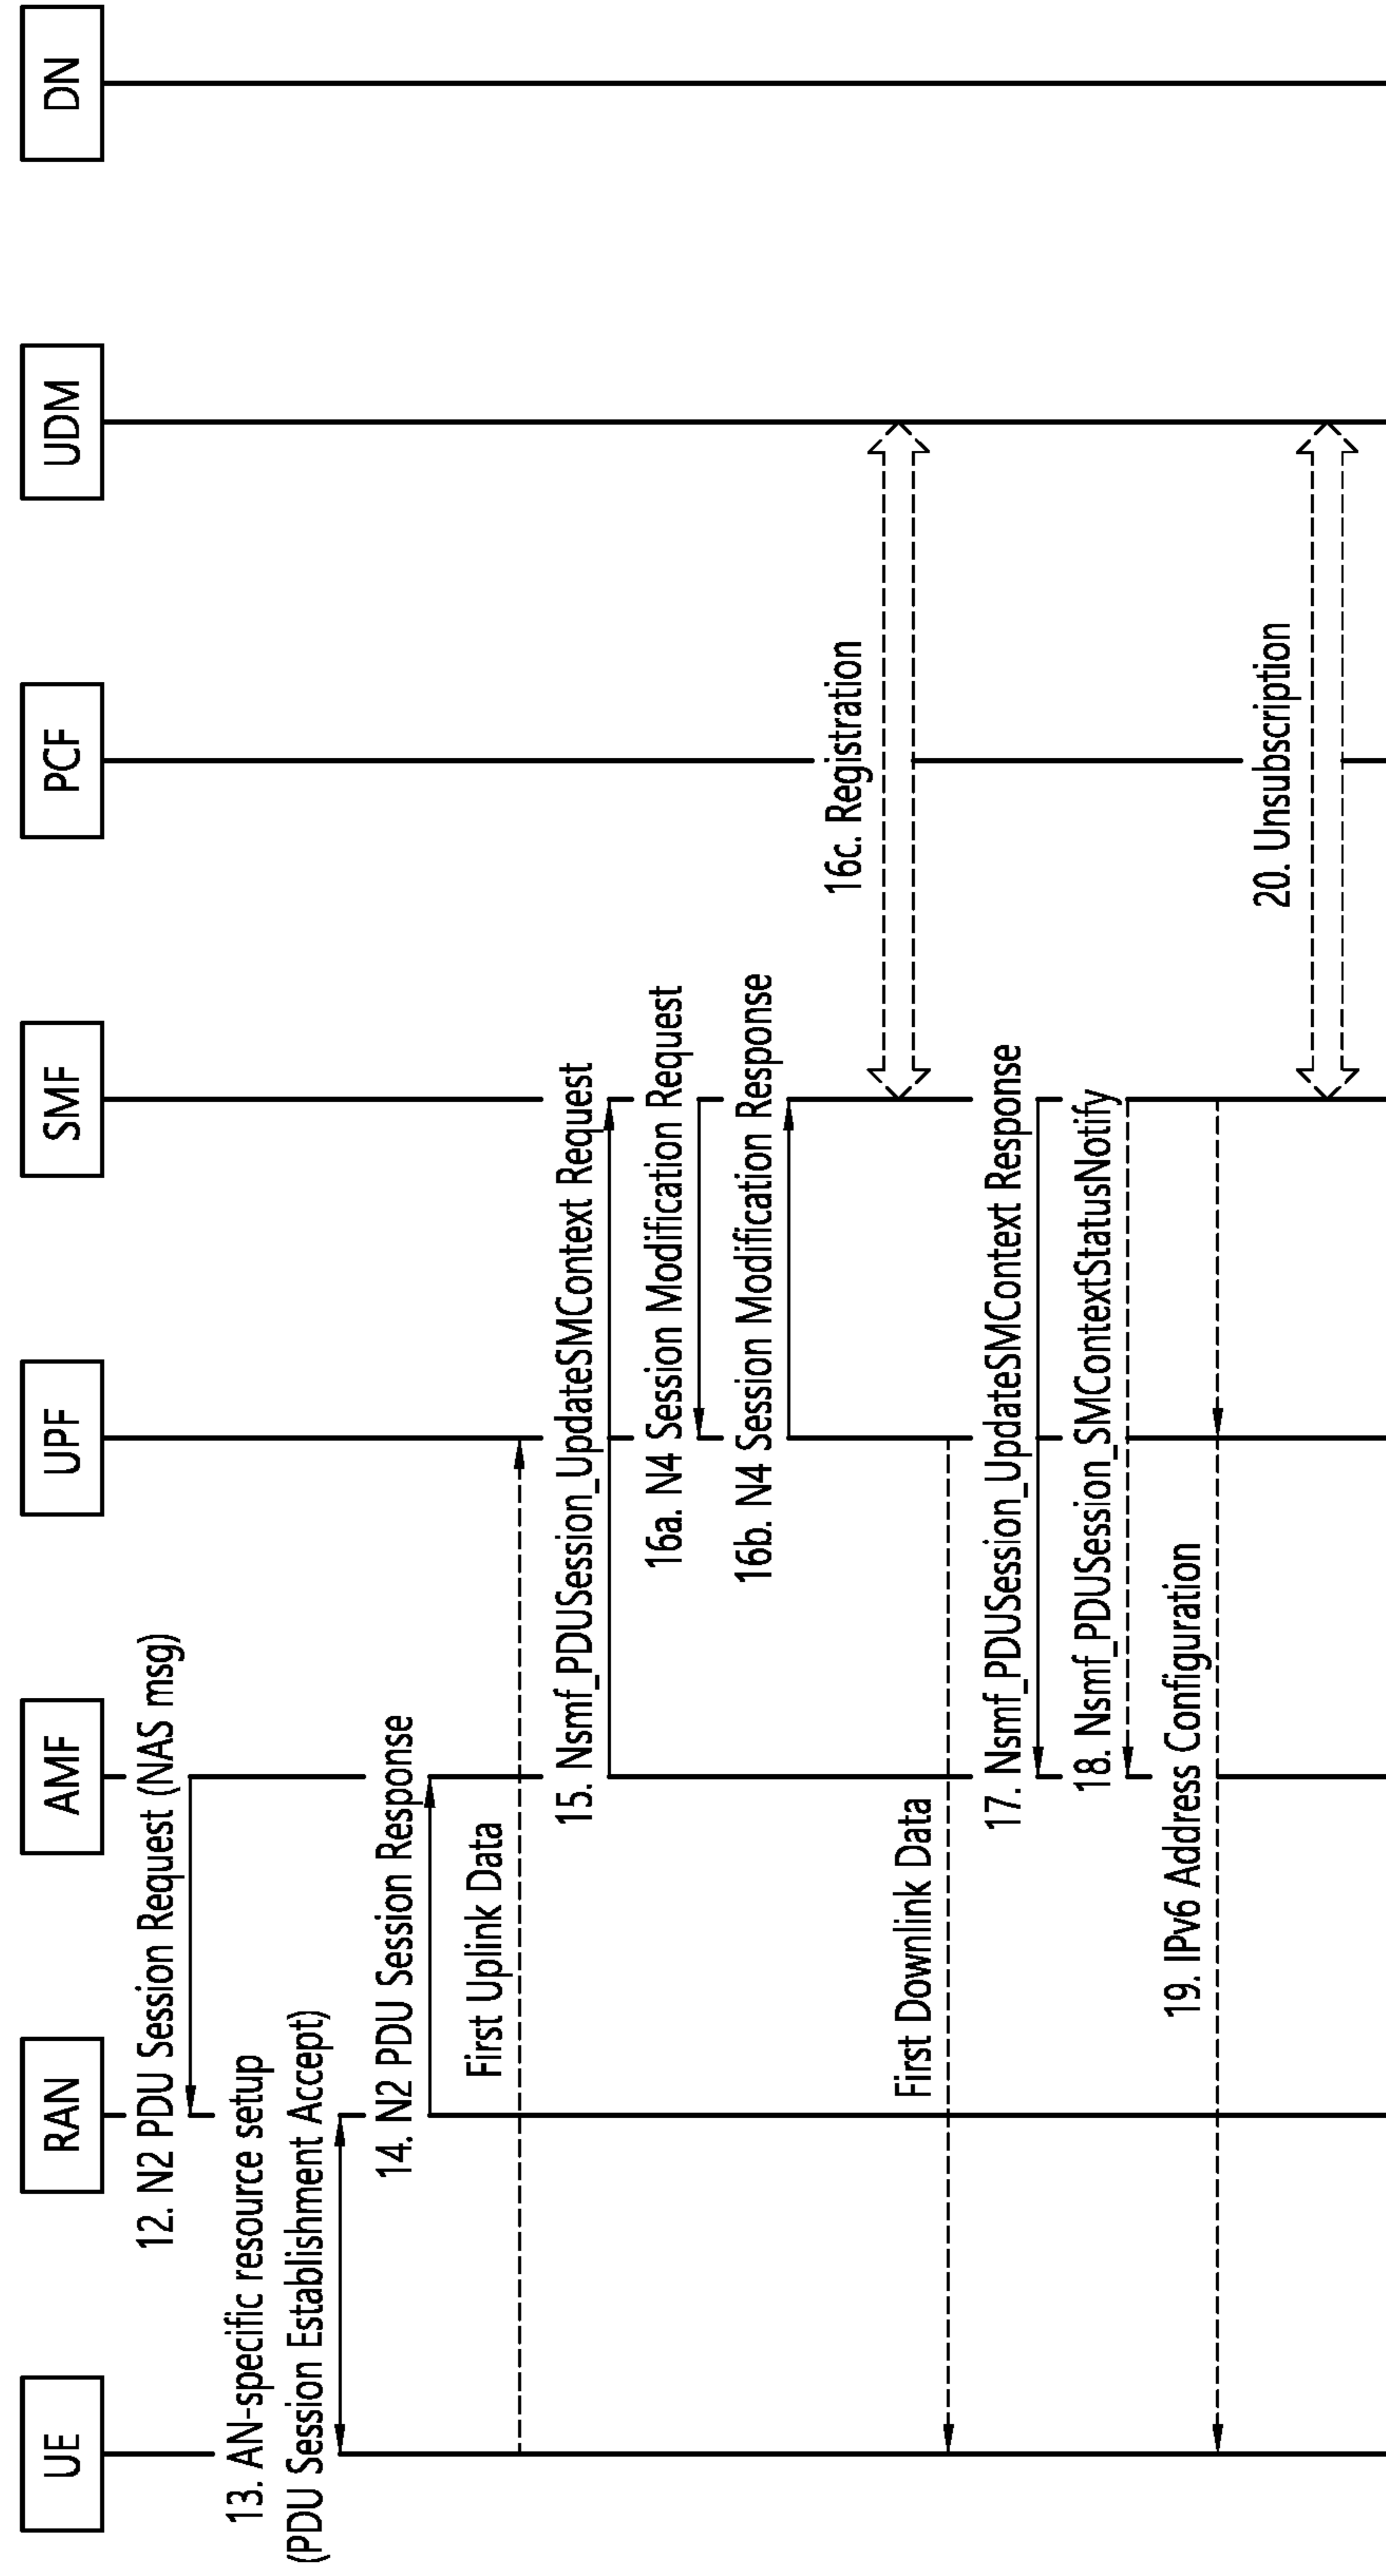 UE
RAN
AMF
UPF
SMF
PCF
UDM
DN
12. N2 PDU Session Request (NAS msg)
13. AN-specific resource setup
(PDU Session Establishment Accept)
14. N2 PDU Session Response
First Uplink Data
15. Nsmf_PDUSession_UpdateSMContext Request
16a. N4 Session Modification Request
16b. N4 Session Modification Response
16c. Registration
First Downlink Data
17. Nsmf_PDUSession_UpdateSMContext Response
18. Nsmf_PDUSession_SMContextStatusNotify
19. IPv6 Address Configuration
20. Unsubscription